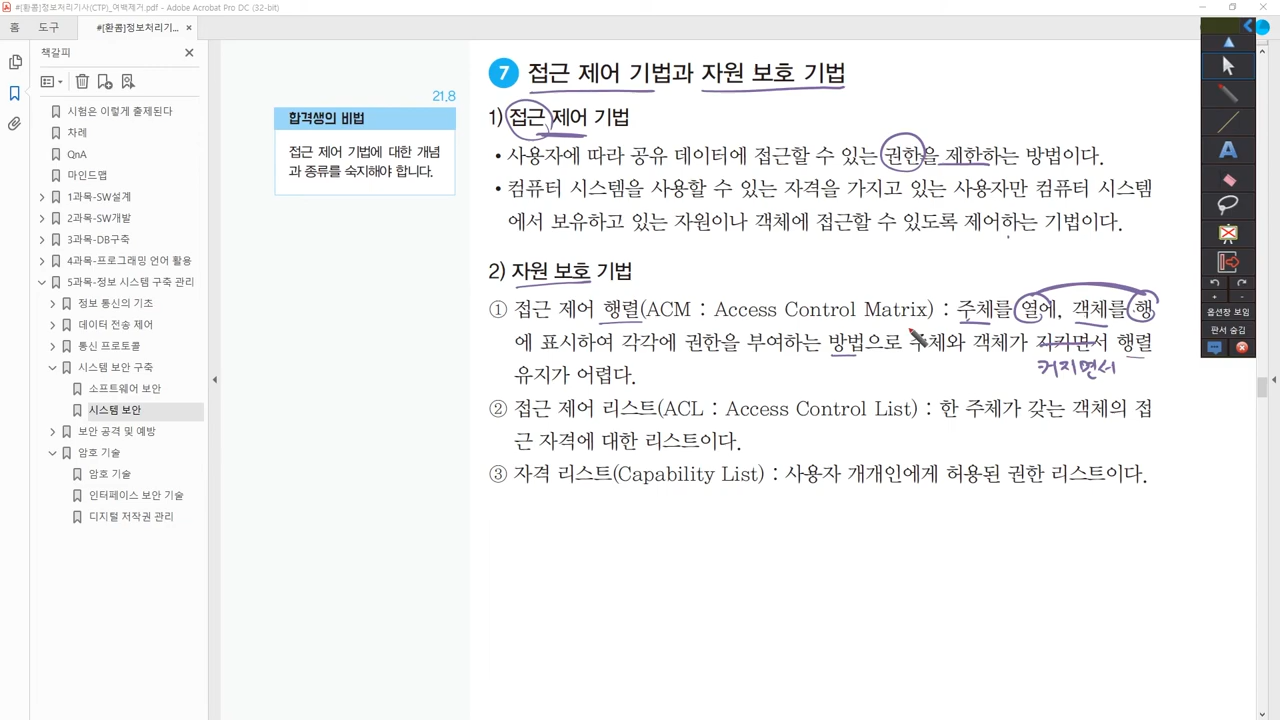 #[황콤]정보처리기사(CTP)_여백제거.pdf - Adobe Acrobat Pro DC (32-bit)
홈 도구 #[황콤]정보처리기... ×
책갈피
시험은 이렇게 출제된다
차례
QnA
마인드맵
1과목-SW설계
2과목-SW개발
3과목-DB구축
4과목-프로그래밍 언어 활용
5과목-정보 시스템 구축 관리
정보 통신의 기초
데이터 전송 제어
통신 프로토콜
시스템 보안 구축
소프트웨어 보안
시스템 보안
보안 공격 및 예방
암호 기술
암호 기술
인터페이스 보안 기술
디지털 저작권 관리
21.8
합격생의 비법
접근 제어 기법에 대한 개념
과 종류를 숙지해야 합니다.
7 접근 제어 기법과 자원 보호 기법
1) 접근 제어 기법
• 사용자에 따라 공유 데이터에 접근할 수 있는 권한을 제한하는 방법이다.
• 컴퓨터 시스템을 사용할 수 있는 자격을 가지고 있는 사용자만 컴퓨터 시스템
에서 보유하고 있는 자원이나 객체에 접근할 수 있도록 제어하는 기법이다.
2) 자원 보호 기법
① 접근 제어 행렬(ACM : Access Control Matrix) : 주체를 열에, 객체를 행
에 표시하여 각각에 권한을 부여하는 방법으로 주체와 객체가 지키면서 행렬
커지면서
유지가 어렵다.
② 접근 제어 리스트(ACL : Access Control List) : 한 주체가 갖는 객체의 접
근 자격에 대한 리스트이다.
③ 자격 리스트(Capability List) : 사용자 개개인에게 허용된 권한 리스트이다.
A
옵션창 보임
판서 숨김